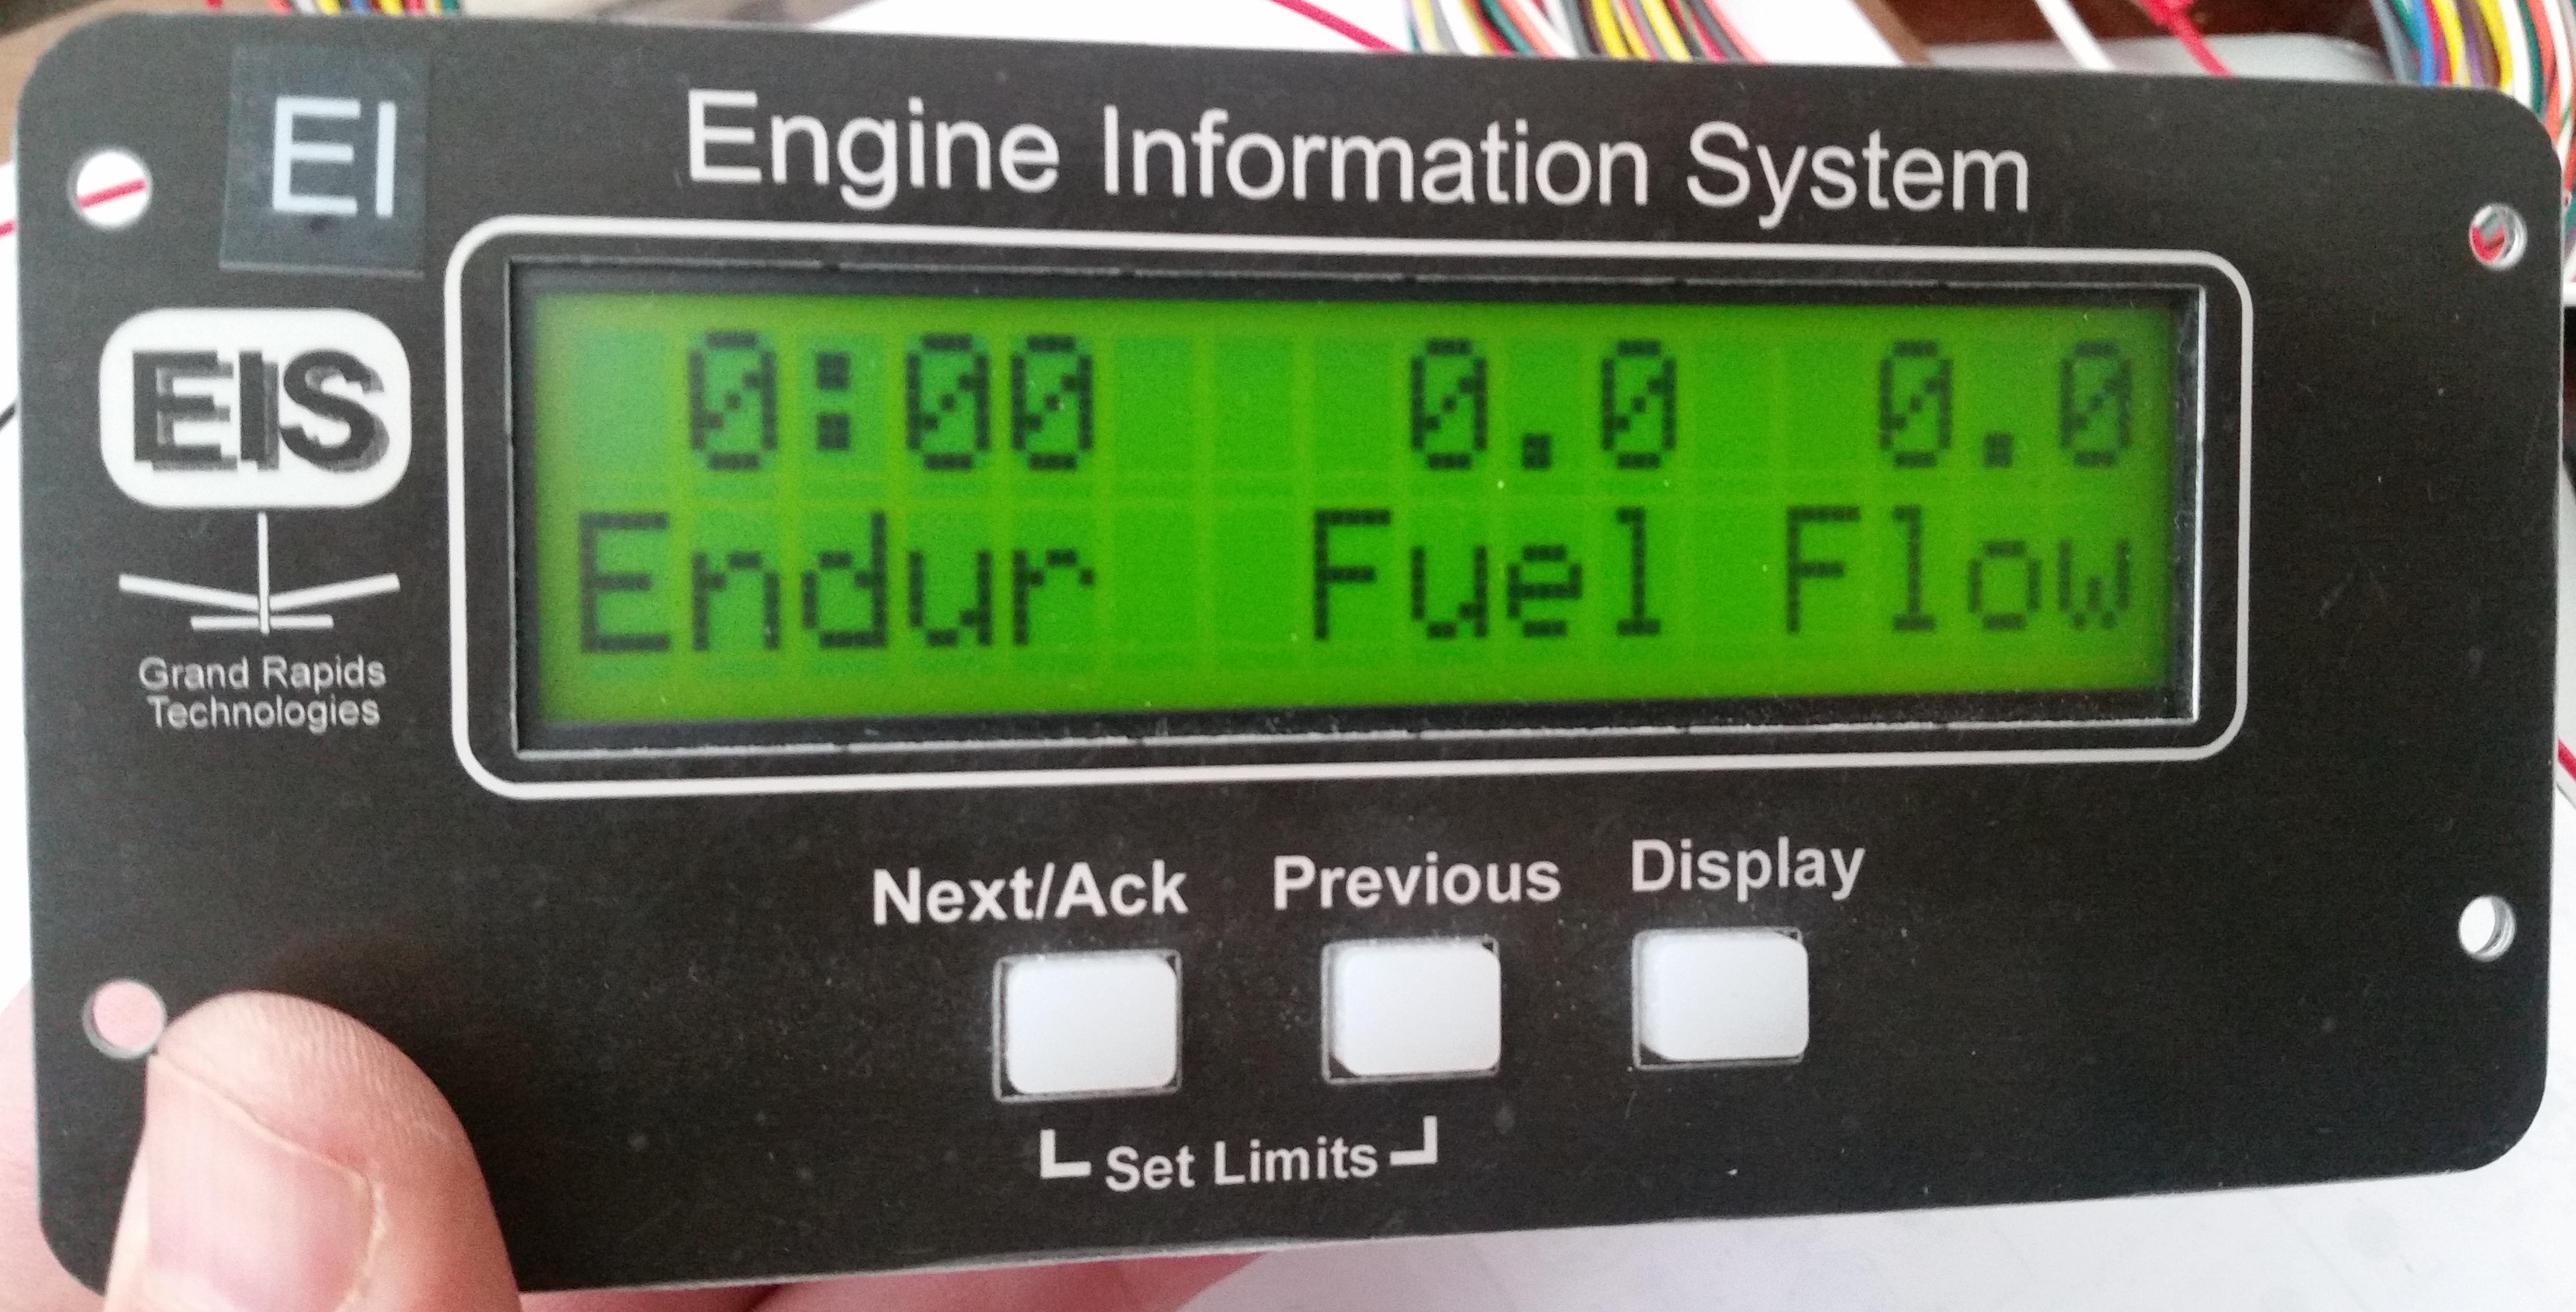 EI
Engine Information System
EIS
Grand Rapids
Technologies
0:00 0.0 0.0
Endur Fuel Flow
Next/Ack Previous Display
Set Limits